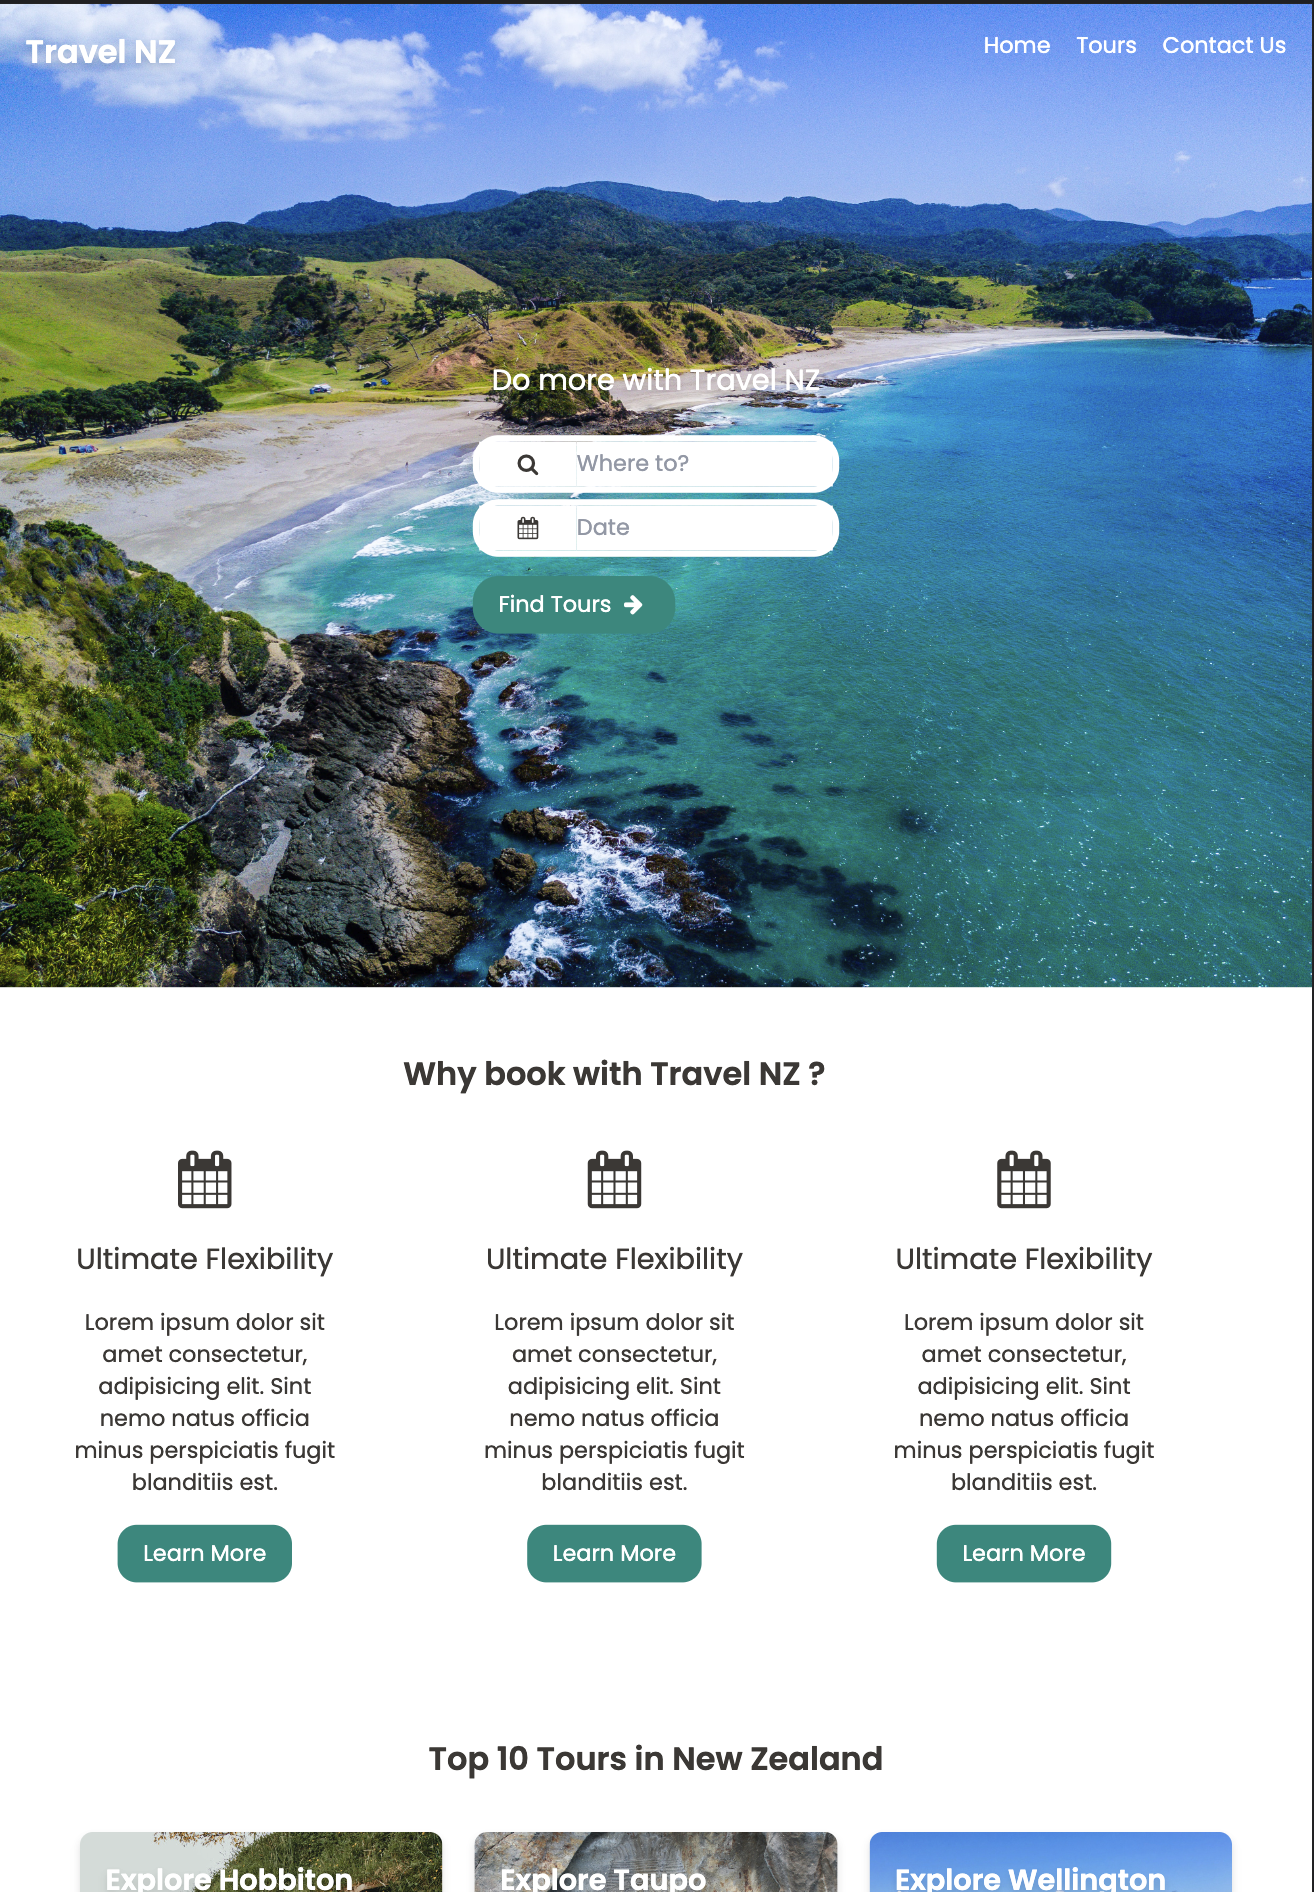 Travel NZ
Home Tours Contact Us
Do more with Travel NZ
Where to?
Date
Find Tours
Why book with Travel NZ ?
Ultimate Flexibility
Lorem ipsum dolor sit
amet consectetur,
adipisicing elit. Sint
nemo natus officia
minus perspiciatis fugit
blanditiis est.
Learn More
Ultimate Flexibility
Lorem ipsum dolor sit
amet consectetur,
adipisicing elit. Sint
nemo natus officia
minus perspiciatis fugit
blanditiis est.
Learn More
Ultimate Flexibility
Lorem ipsum dolor sit
amet consectetur,
adipisicing elit. Sint
nemo natus officia
minus perspiciatis fugit
blanditiis est.
Learn More
Top 10 Tours in New Zealand
Explore Hobbiton
Explore Taupo
Explore Wellington